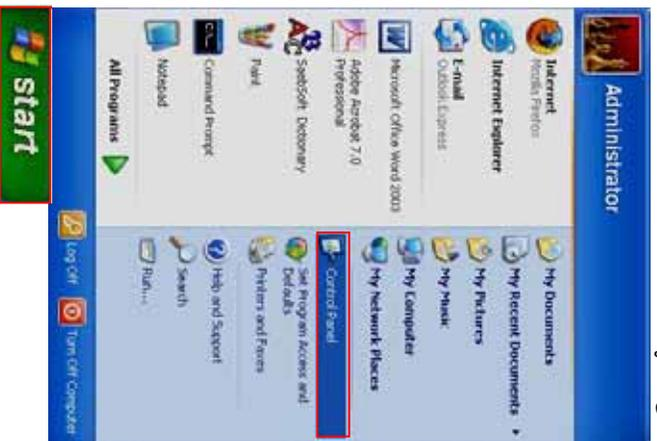 Administrator
Internet
Mozilla Firefox
Internet Explorer
E-mail
Outlook Express
Microsoft Office Word 2003
Adobe Acrobat 7.0
Professional
Dictionary
Paint
Command Prompt
Notepad
All Programs
My Documents
My Recent Documents
My Pictures
My Music
My Computer
My Network Places
Control Panel
Set Program Access and
Defaults
Printers and Faxes
Help and Support
Search
Run...
Log Off
Turn Off Computer
start